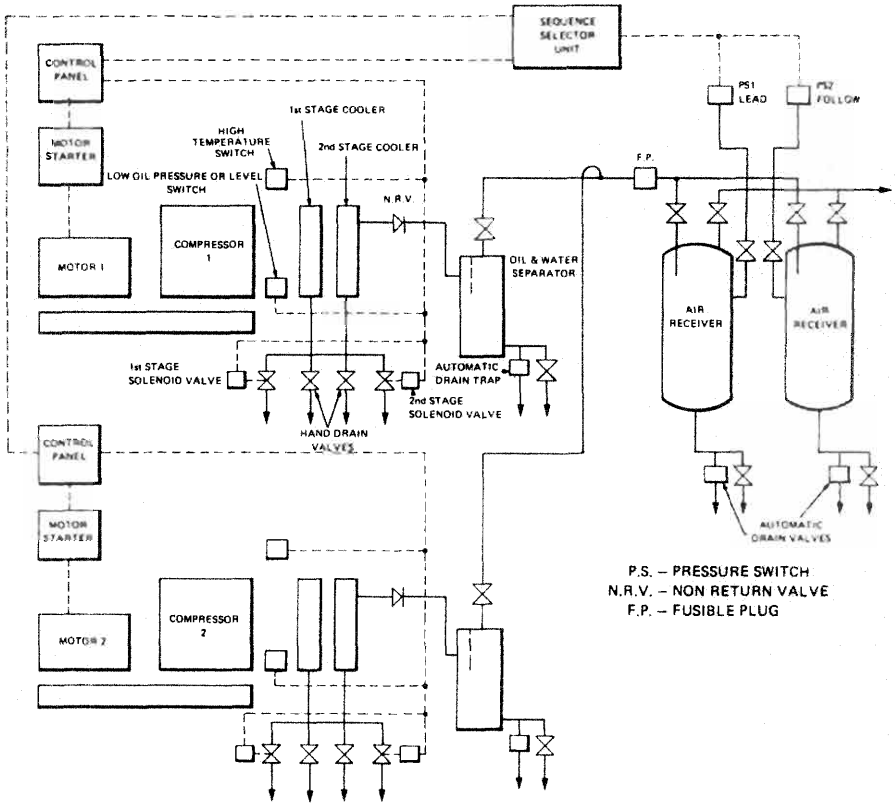 SEQUENCE
SELECTOR
UNIT
CONTROL
PANEL
PS1
LEAD
PS2
FOLLOW
1st STAGE COOLER
HIGH
TEMPERATURE
SWITCH
2nd STAGE COOLER
MOTOR
STARTER
LOW OIL PRESSURE OR LEVEL
SWITCH
F.P.
N.R.V.
COMPRESSOR
1
MOTOR 1
OIL & WATER
SEPARATOR
AIR
RECEIVER
AIR
RECEIVER
1st STAGE
SOLENOID VALVE
AUTOMATIC
DRAIN TRAP
2nd STAGE
SOLENOID VALVE
HAND DRAIN
VALVES
CONTROL
PANEL
MOTOR
STARTER
AUTOMATIC
DRAIN VALVES
P.S. – PRESSURE SWITCH
N.R.V. – NON RETURN VALVE
F.P. – FUSIBLE PLUG
COMPRESSOR
2
MOTOR 2